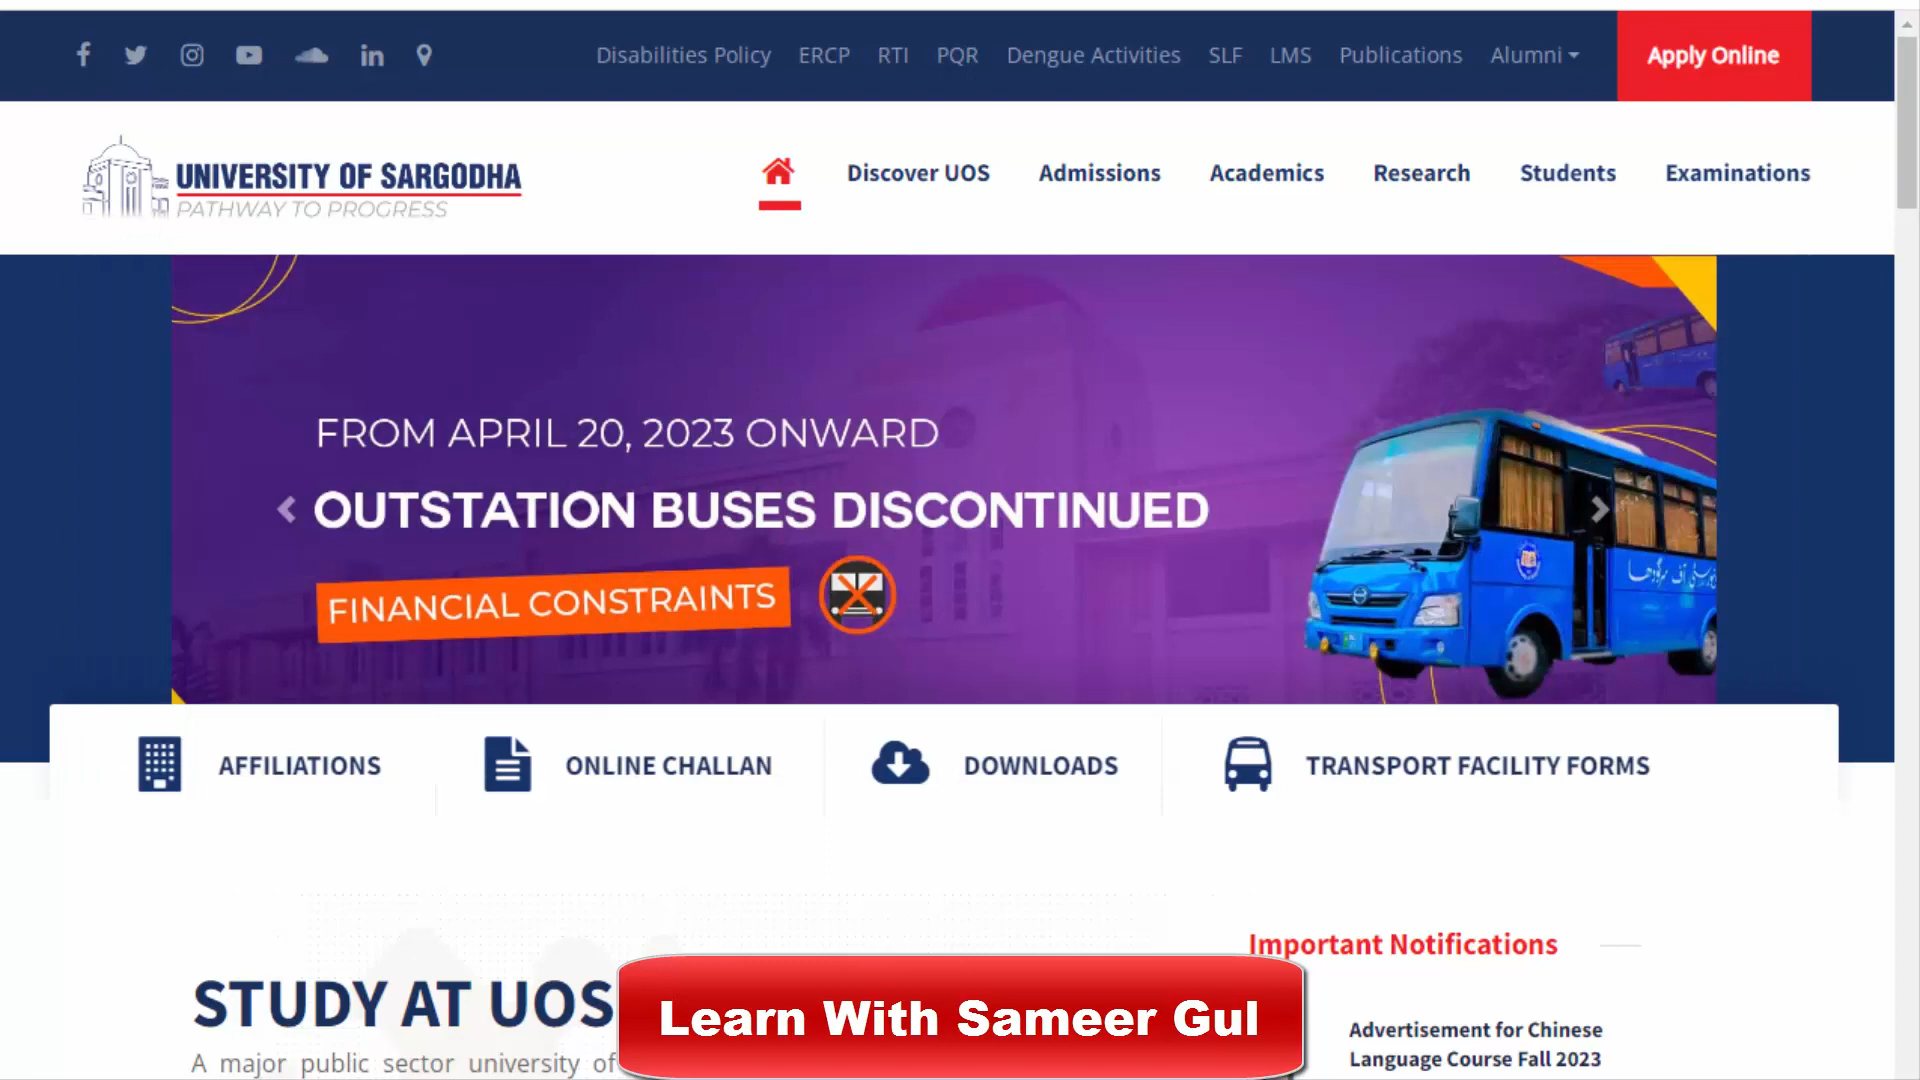 Disabilities Policy ERCP RTI PQR Dengue Activities SLF LMS Publications Alumni Apply Online
UNIVERSITY OF SARGODHA
PATHWAY TO PROGRESS
Discover UOS Admissions Academics Research Students Examinations
FROM APRIL 20, 2023 ONWARD
OUTSTATION BUSES DISCONTINUED
FINANCIAL CONSTRAINTS
آف سرگودھا
AFFILIATIONS ONLINE CHALLAN DOWNLOADS TRANSPORT FACILITY FORMS
Important Notifications
STUDY AT UOS
Learn With Sameer Gul
Advertisement for Chinese
Language Course Fall 2023
A major public sector university of